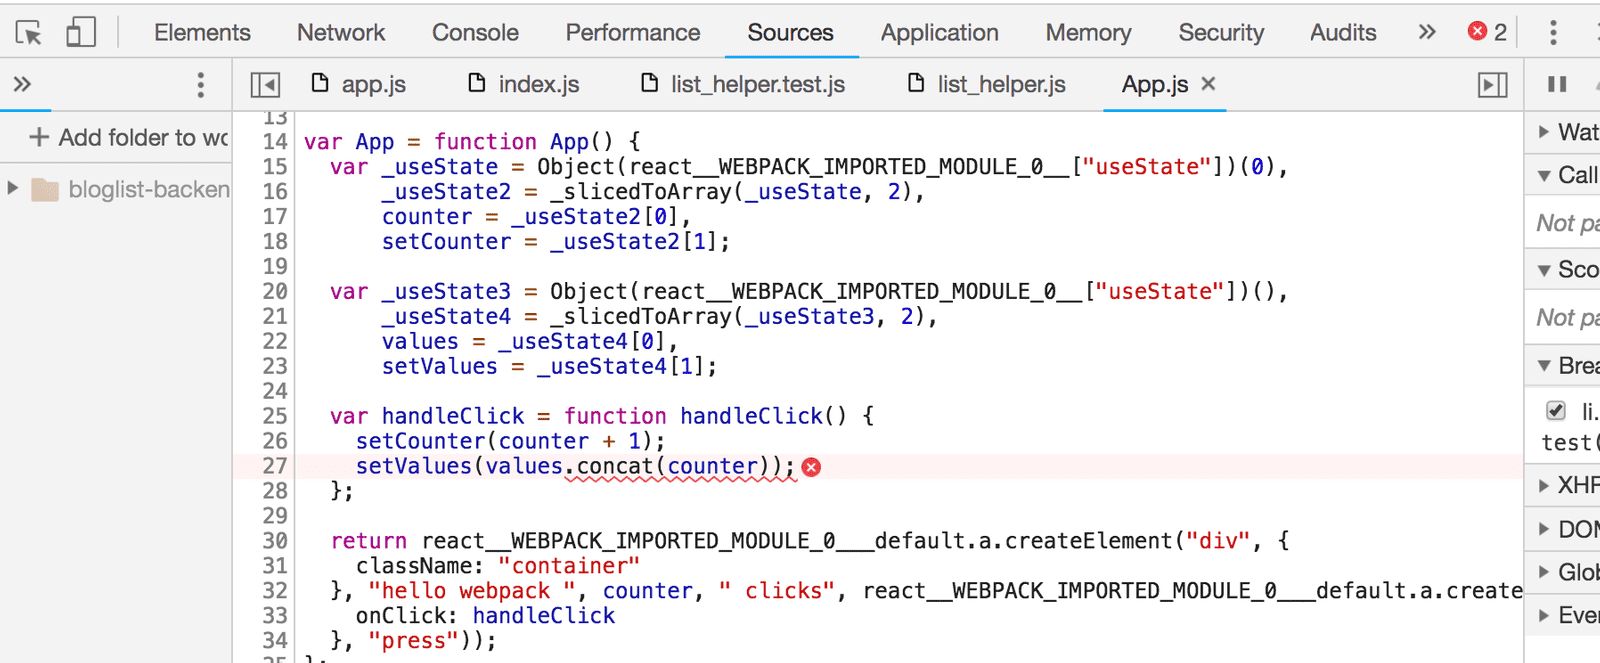 Elements Network Console Performance Sources Application Memory Security Audits » 2
» app.js index.js list_helper.test.js list_helper.js App.js ×
+ Add folder to wo
bloglist-backen
13
14 var App = function App() {
15 var _useState = Object(react__WEBPACK_IMPORTED_MODULE_0__["useState"])(0),
16 _useState2 = _slicedToArray(_useState, 2),
17 counter = _useState2[0],
18 setCounter = _useState2[1];
19
20 var _useState3 = Object(react__WEBPACK_IMPORTED_MODULE_0__["useState"])(),
21 _useState4 = _slicedToArray(_useState3, 2),
22 values = _useState4[0],
23 setValues = _useState4[1];
24
25 var handleClick = function handleClick() {
26 setCounter(counter + 1);
27 setValues(values.concat(counter));
28 };
29
30 return react__WEBPACK_IMPORTED_MODULE_0___default.a.createElement("div", {
31 className: "container"
32 }, "hello webpack ", counter, " clicks", react__WEBPACK_IMPORTED_MODULE_0___default.a.create
33 onClick: handleClick
34 }, "press"));
35 };
Wat
Call
Not pa
Sco
Not pa
Brea
li.
test(
XHR
DOM
Glob
Ever